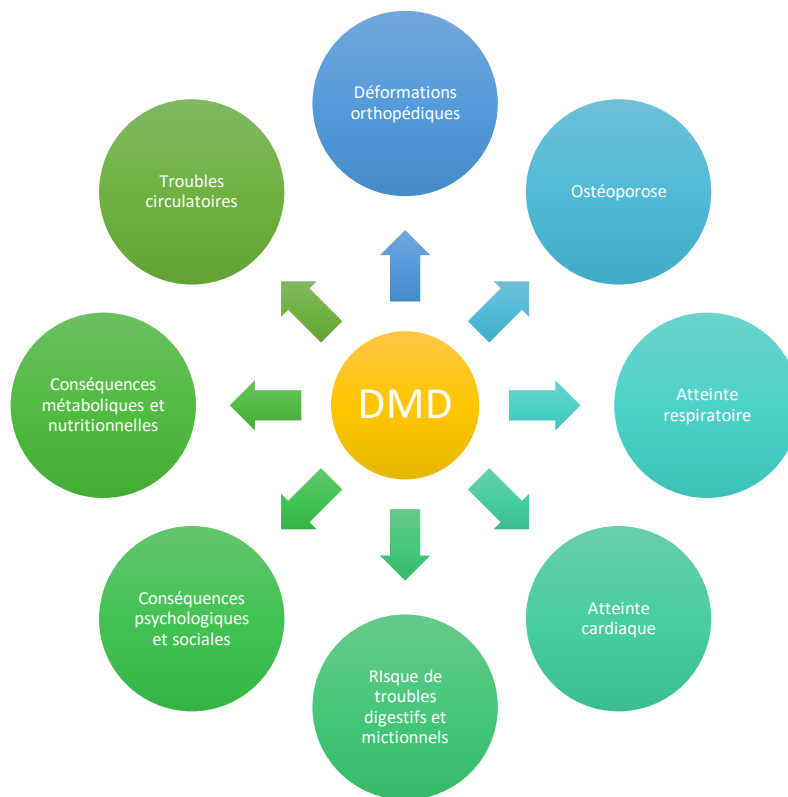 Déformations
orthopédiques
Ostéoporose
Atteinte
respiratoire
Atteinte
cardiaque
RIsque de
troubles
digestifs et
mictionnels
Conséquences
psychologiques
et sociales
Conséquences
métaboliques et
nutritionnelles
Troubles
circulatoires
DMD